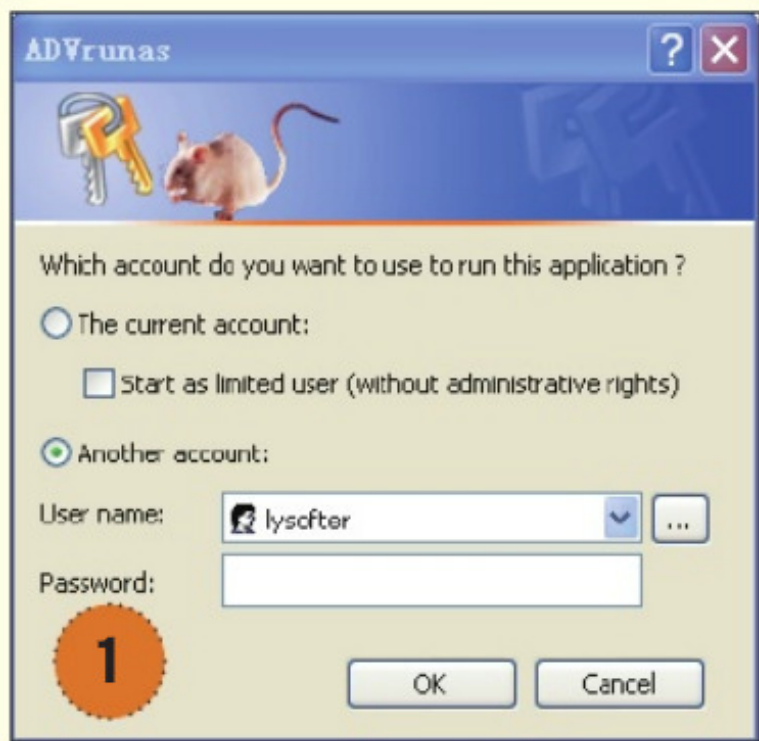 ADVrunas
?
Which account do you want to use to run this application ?
The current account:
Start as limited user (without administrative rights)
Another account:
User name:
lysofter
...
Password:
1
OK
Cancel